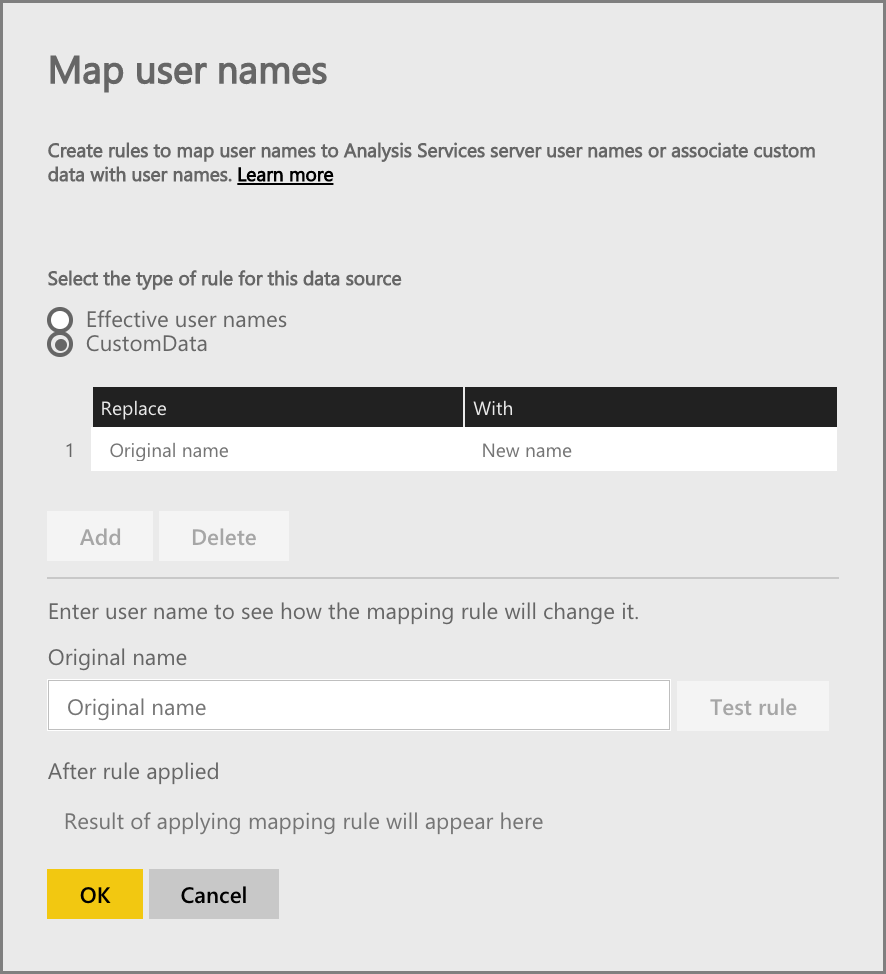 Map user names
Create rules to map user names to Analysis Services server user names or associate custom
data with user names. Learn more
Select the type of rule for this data source
Effective user names
CustomData
Replace With
1 Original name New name
Add Delete
Enter user name to see how the mapping rule will change it.
Original name
Original name Test rule
After rule applied
Result of applying mapping rule will appear here
OK Cancel